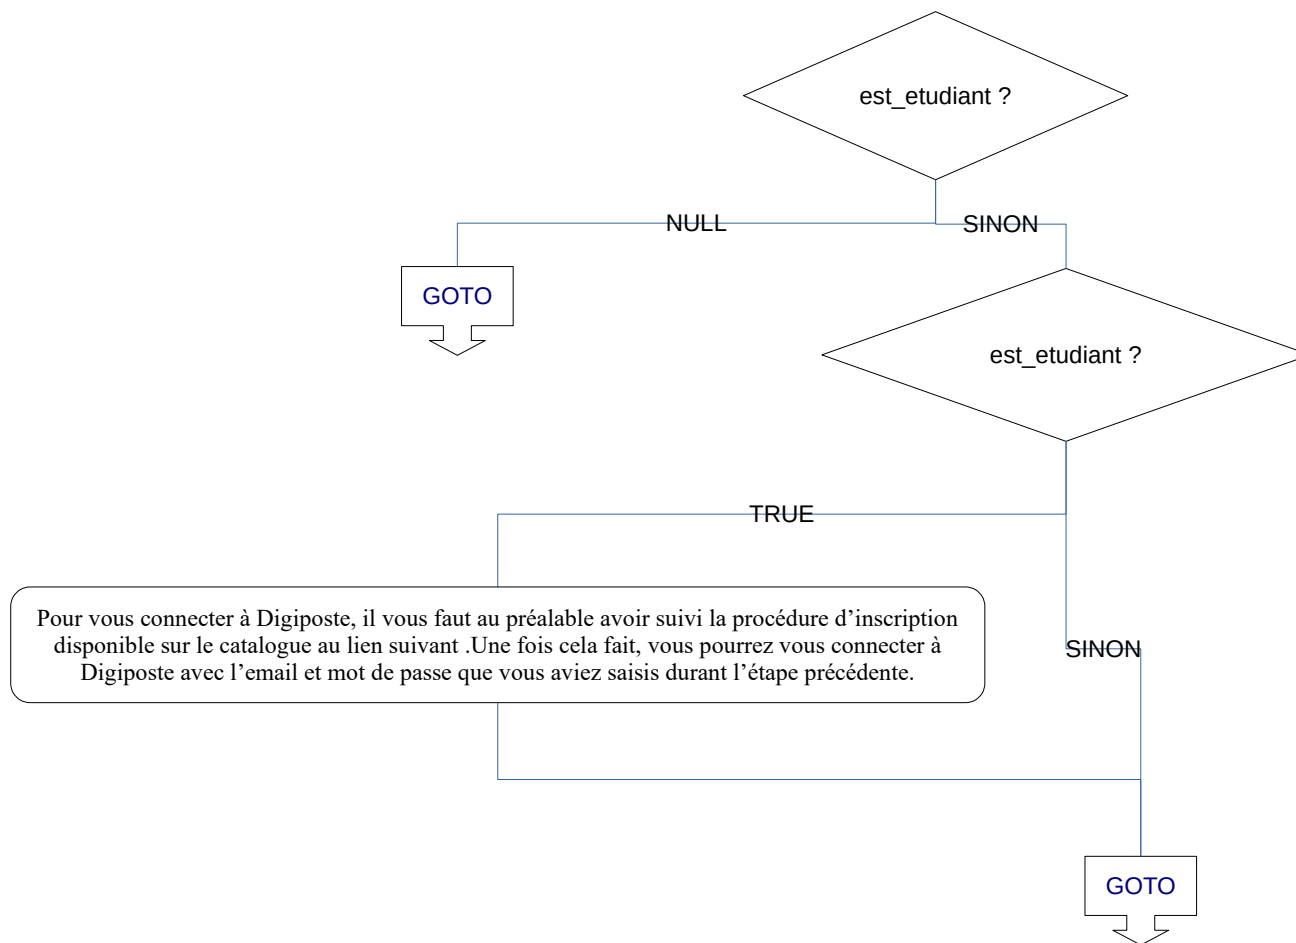 est_etudiant ?
NULL
SINON
GOTO
est_etudiant ?
TRUE
Pour vous connecter à Digiposte, il vous faut au préalable avoir suivi la procédure d’inscription
disponible sur le catalogue au lien suivant .Une fois cela fait, vous pourrez vous connecter à
Digiposte avec l’email et mot de passe que vous aviez saisis durant l’étape précédente.
SINON
GOTO